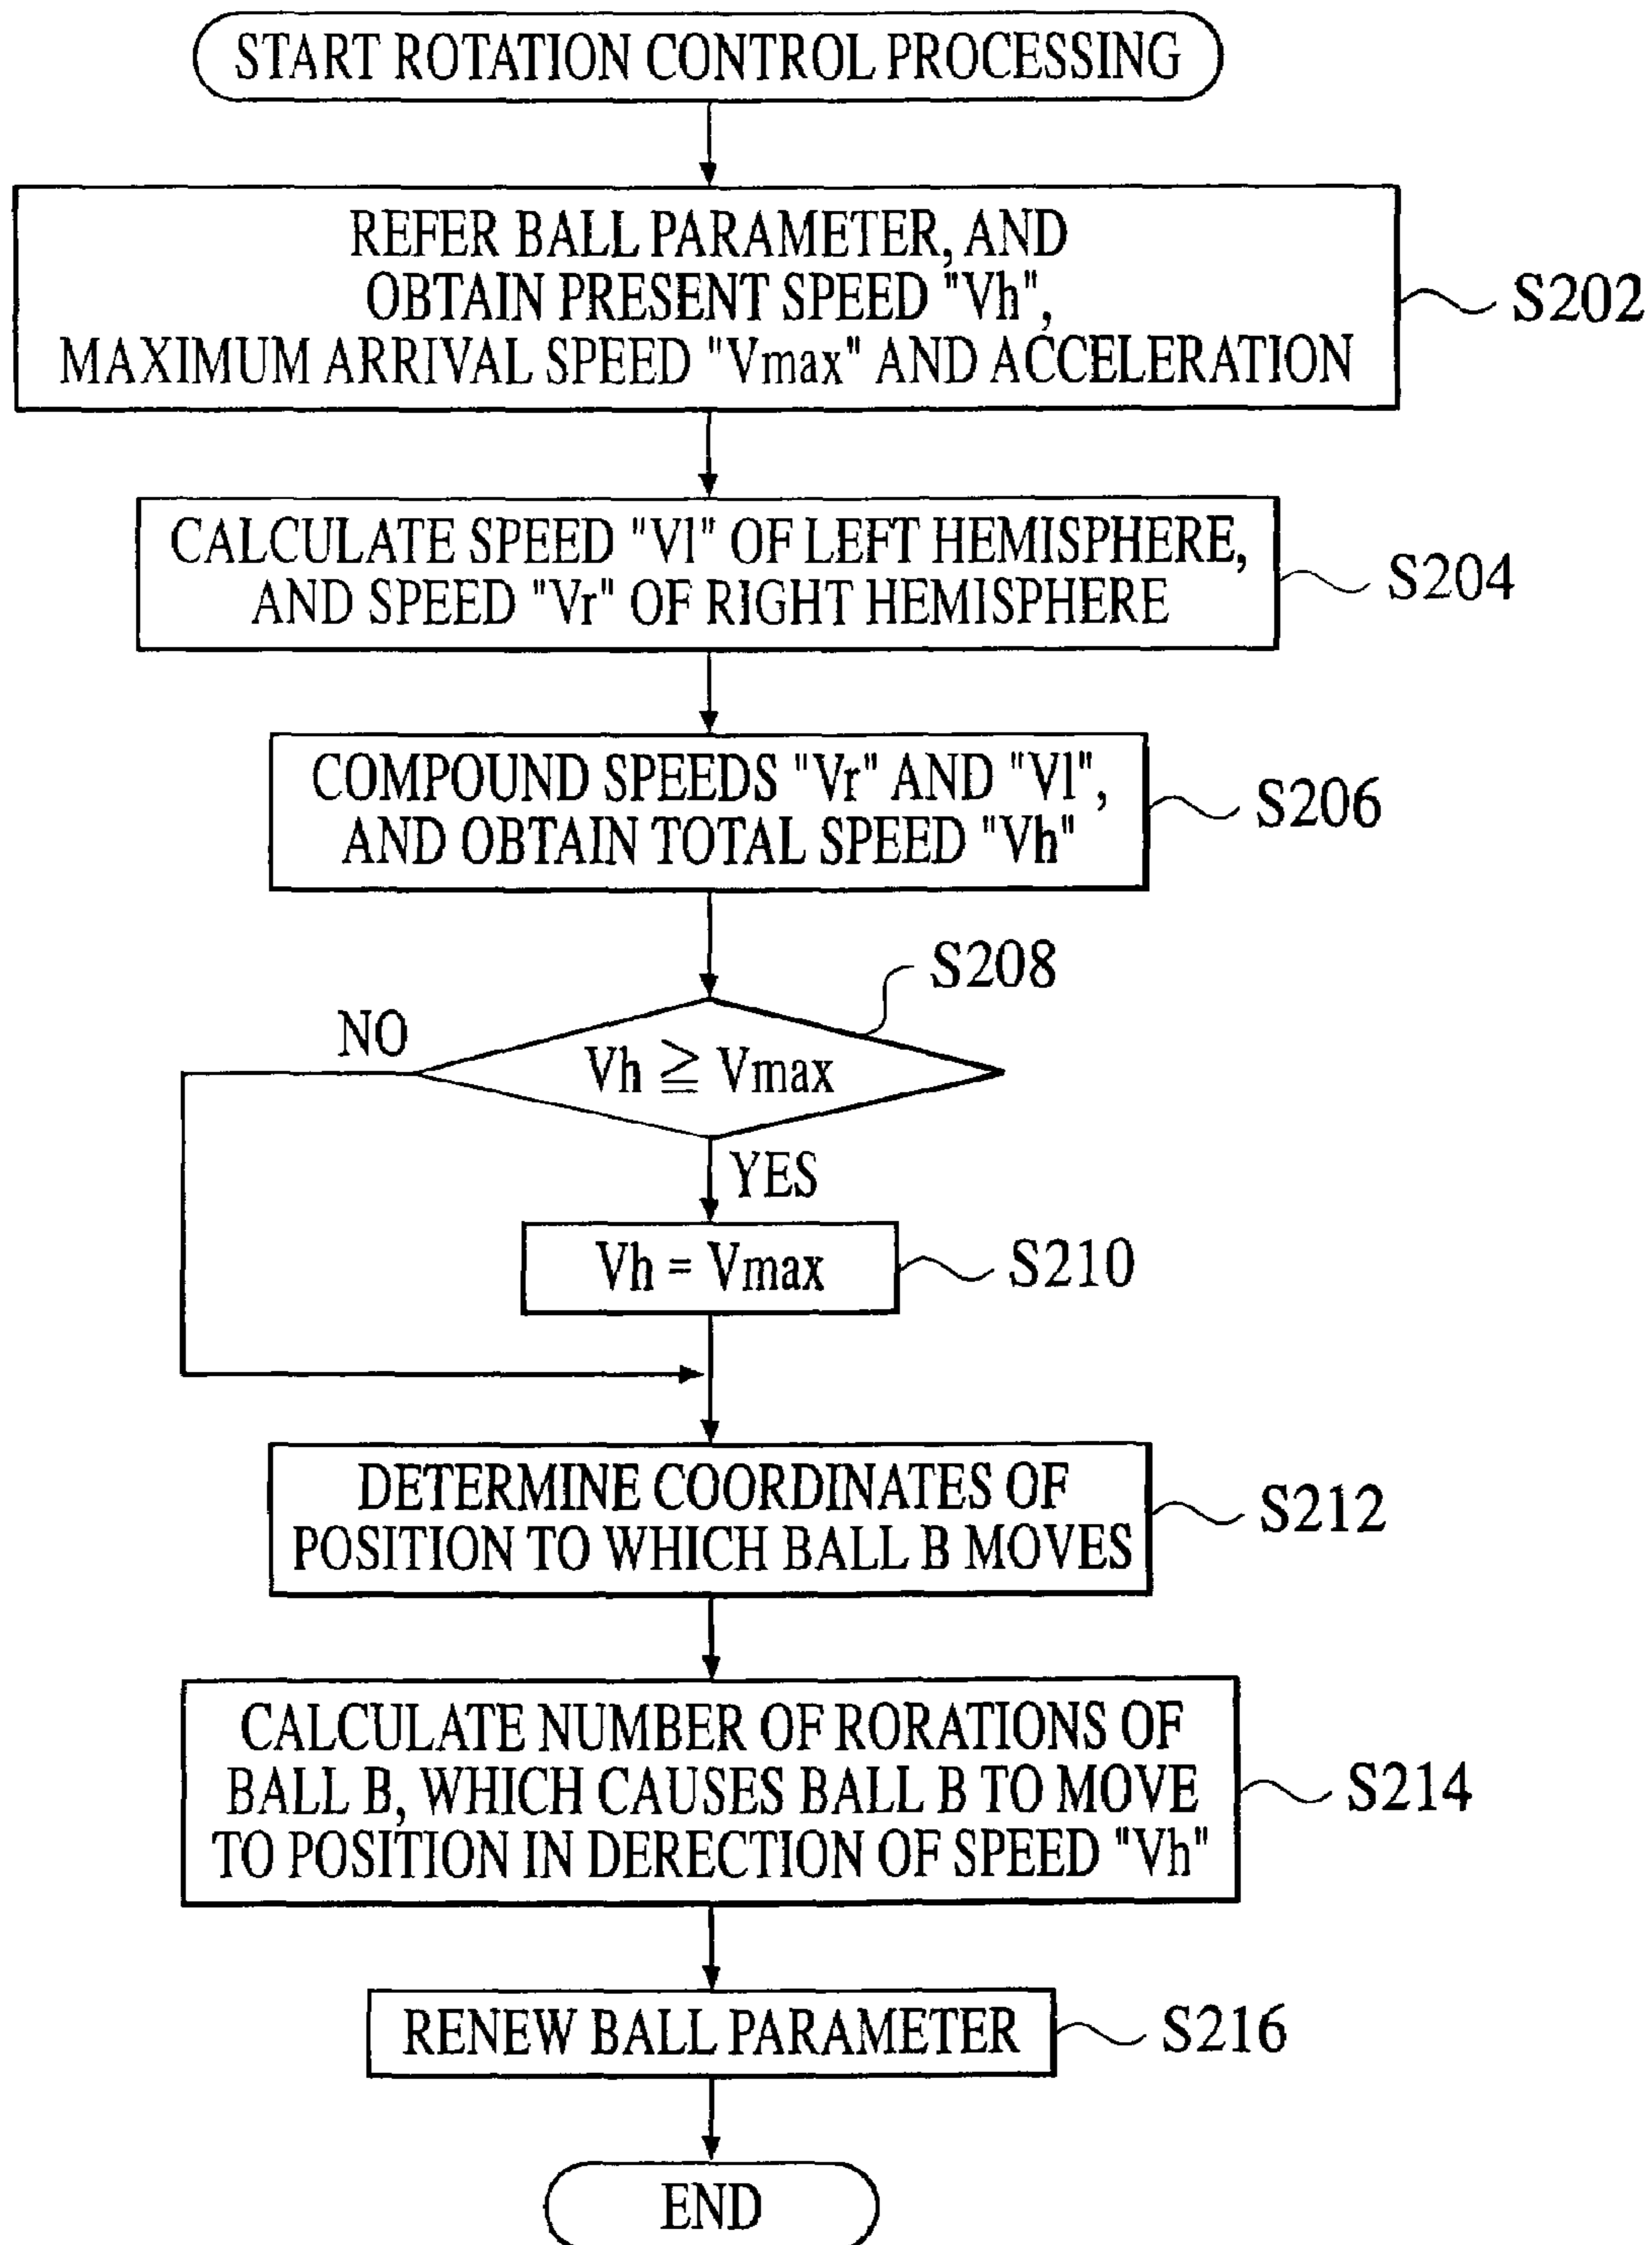 START ROTATION CONTROL PROCESSING
REFER BALL PARAMETER, AND
OBTAIN PRESENT SPEED "Vh",
MAXIMUM ARRIVAL SPEED "Vmax" AND ACCELERATION
S202
CALCULATE SPEED "Vl" OF LEFT HEMISPHERE,
AND SPEED "Vr" OF RIGHT HEMISPHERE
S204
COMPOUND SPEEDS "Vr" AND "Vl",
AND OBTAIN TOTAL SPEED "Vh"
S206
S208
NO
Vh ≧ Vmax
YES
Vh = Vmax
S210
DETERMINE COORDINATES OF
POSITION TO WHICH BALL B MOVES
S212
CALCULATE NUMBER OF RORATIONS OF
BALL B, WHICH CAUSES BALL B TO MOVE
TO POSITION IN DERECTION OF SPEED "Vh"
S214
RENEW BALL PARAMETER
S216
END